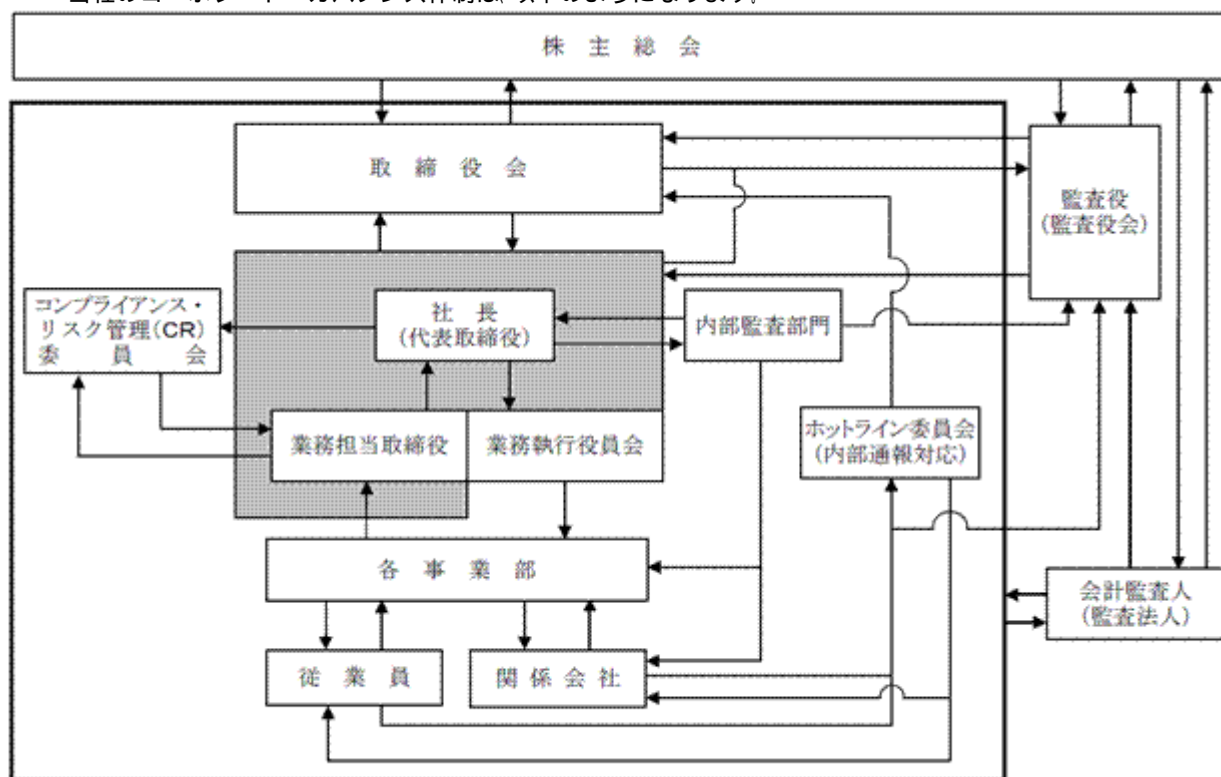 株主総会
取締役会
監査役
(監査役会)
コンプライアンス・
リスク管理(CR)
委員会
社長
(代表取締役)
内部監査部門
業務担当取締役
業務執行役員会
ホットライン委員会
(内部通報対応)
各事業部
会計監査人
(監査法人)
従業員
関係会社